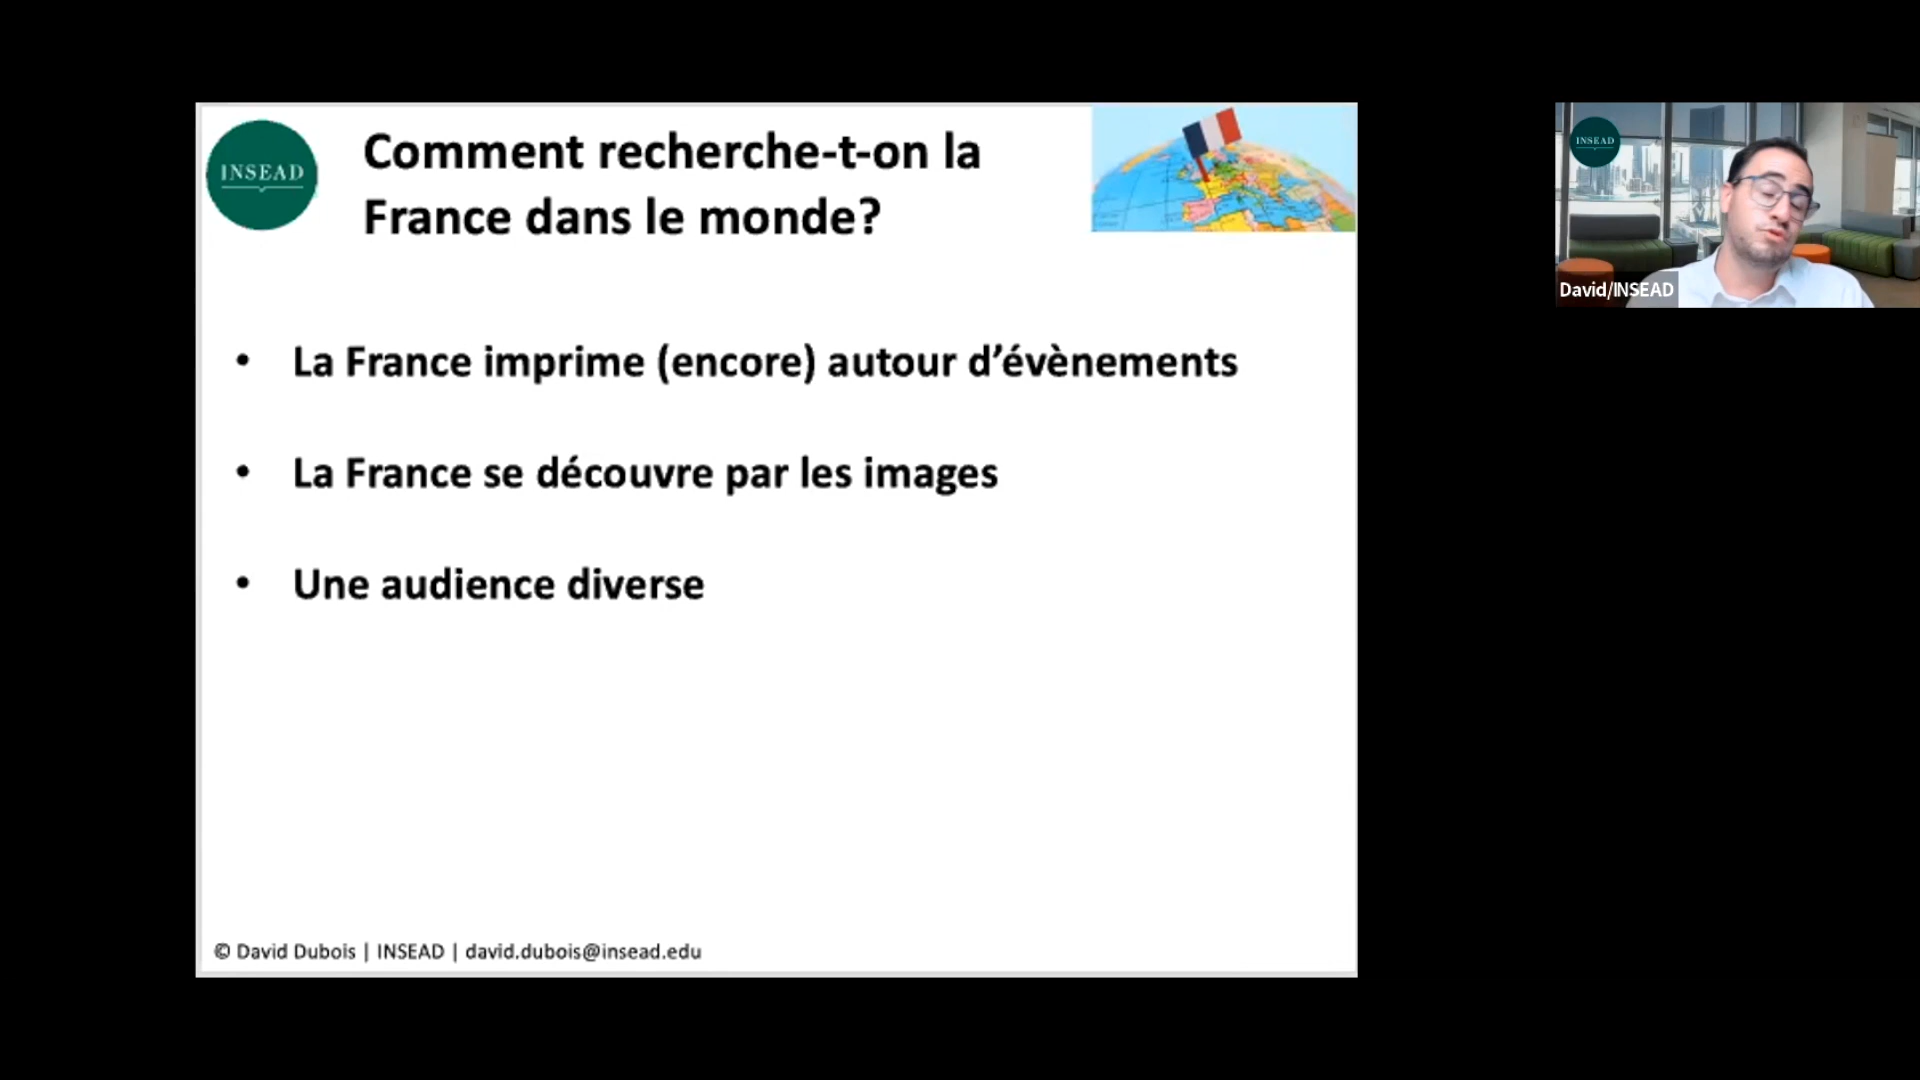 INSEAD
Comment recherche-t-on la
France dans le monde?
• La France imprime (encore) autour d’évènements
• La France se découvre par les images
• Une audience diverse
© David Dubois | INSEAD | david.dubois@insead.edu
INSEAD
David/INSEAD